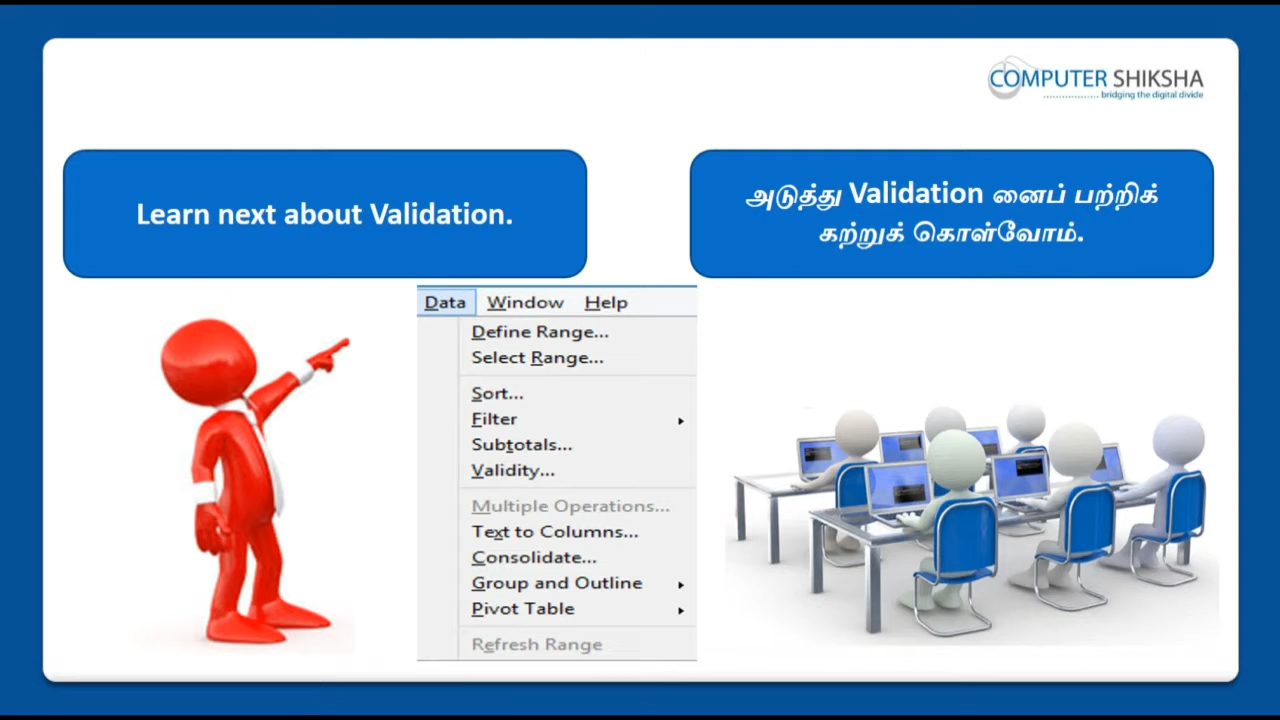 COMPUTER SHIKSHA
bridging the digital divide
Learn next about Validation.
அடுத்து Validation னைப் பற்றிக்
கற்றுக் கொள்வோம்.
Data Window Help
Define Range...
Select Range...
Sort...
Filter
Subtotals...
Validity...
Multiple Operations...
Text to Columns...
Consolidate...
Group and Outline
Pivot Table
Refresh Range